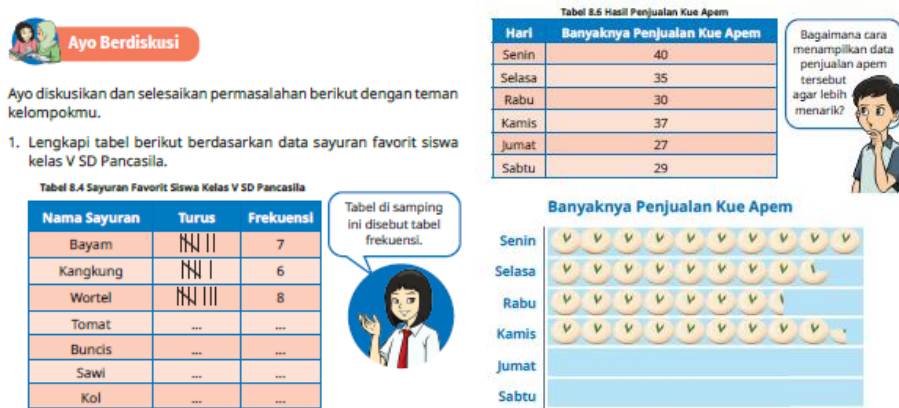 Ayo Berdiskusi
Ayo diskusikan dan selesaikan permasalahan berikut dengan teman
kelompokmu.
1. Lengkapi tabel berikut berdasarkan data sayuran favorit siswa
kelas V SD Pancasila.
Tabel 8.4 Sayuran Favorit Siswa Kelas V SD Pancasila
Nama Sayuran Turus Frekuensi
Bayam 7
Kangkung 6
Wortel 8
Tomat ... ...
Buncis ... ...
Sawi ... ...
Kol ... ...
Tabel di samping
ini disebut tabel
frekuensi.
Tabel 8.6 Hasil Penjualan Kue Apem
Hari Banyaknya Penjualan Kue Apem
Senin 40
Selasa 35
Rabu 30
Kamis 37
Jumat 27
Sabtu 29
Bagaimana cara
menampilkan data
penjualan apem
tersebut
agar lebih
menarik?
Banyaknya Penjualan Kue Apem
Senin
Selasa
Rabu
Kamis
Jumat
Sabtu